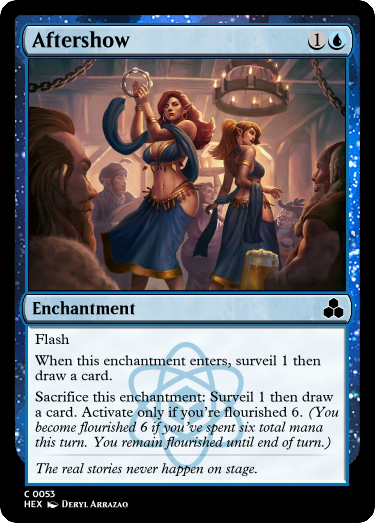 Aftershow 1
Enchantment
Flash
When this enchantment enters, surveil 1 then
draw a card.
Sacrifice this enchantment: Surveil 1 then draw
a card. Activate only if you're flourished 6. (You
become flourished 6 if you've spent six total mana
this turn. You remain flourished until end of turn.)
The real stories never happen on stage.
C 0053
HEX Deryl Arrazao